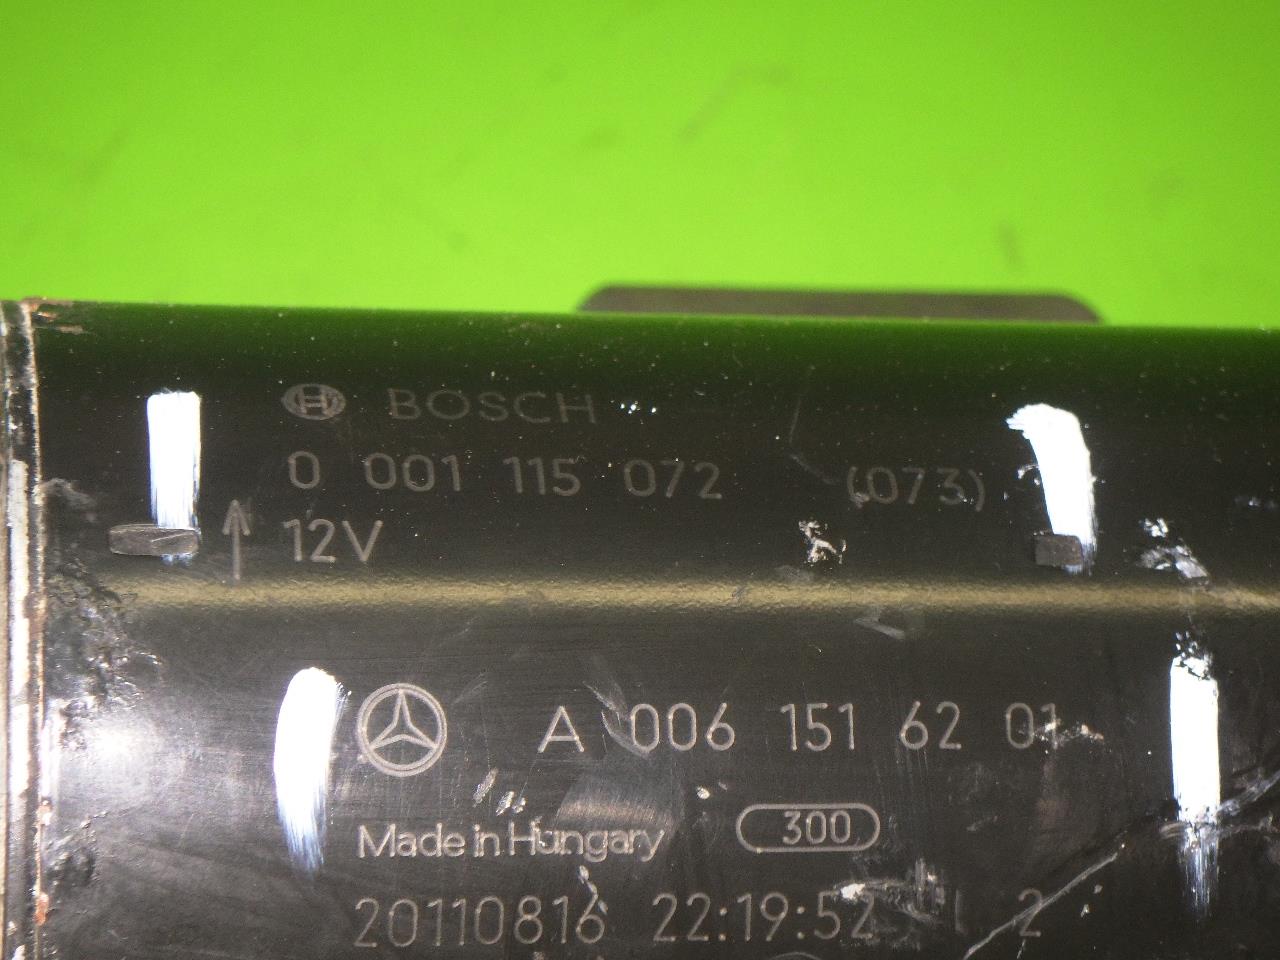 BOSCH
0 001 115 072 (073)
12V
A 006 151 62 01
Made in Hungary 300
20110816 22:19:52 2